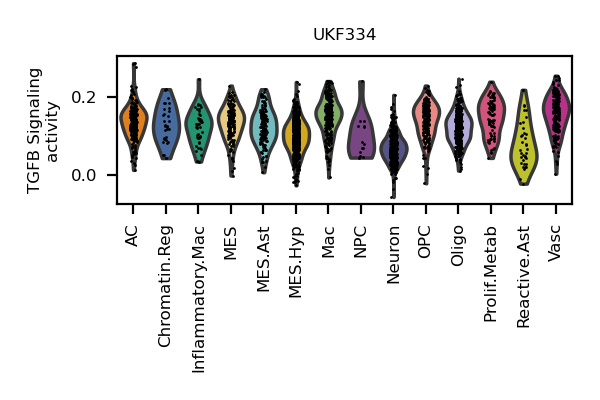 UKF334
TGFB Signaling
activity
0.2
0.0
AC
Chromatin.Reg
Inflammatory.Mac
MES
MES.Ast
MES.Hyp
Mac
NPC
Neuron
OPC
Oligo
Prolif.Metab
Reactive.Ast
Vasc